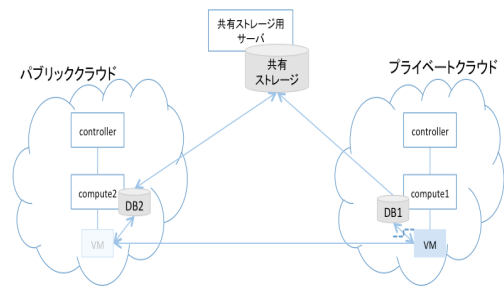 共有ストレージ用
サーバ
共有
ストレージ
パブリッククラウド
プライベートクラウド
controller
controller
compute2
compute1
DB2
DB1
VM
VM